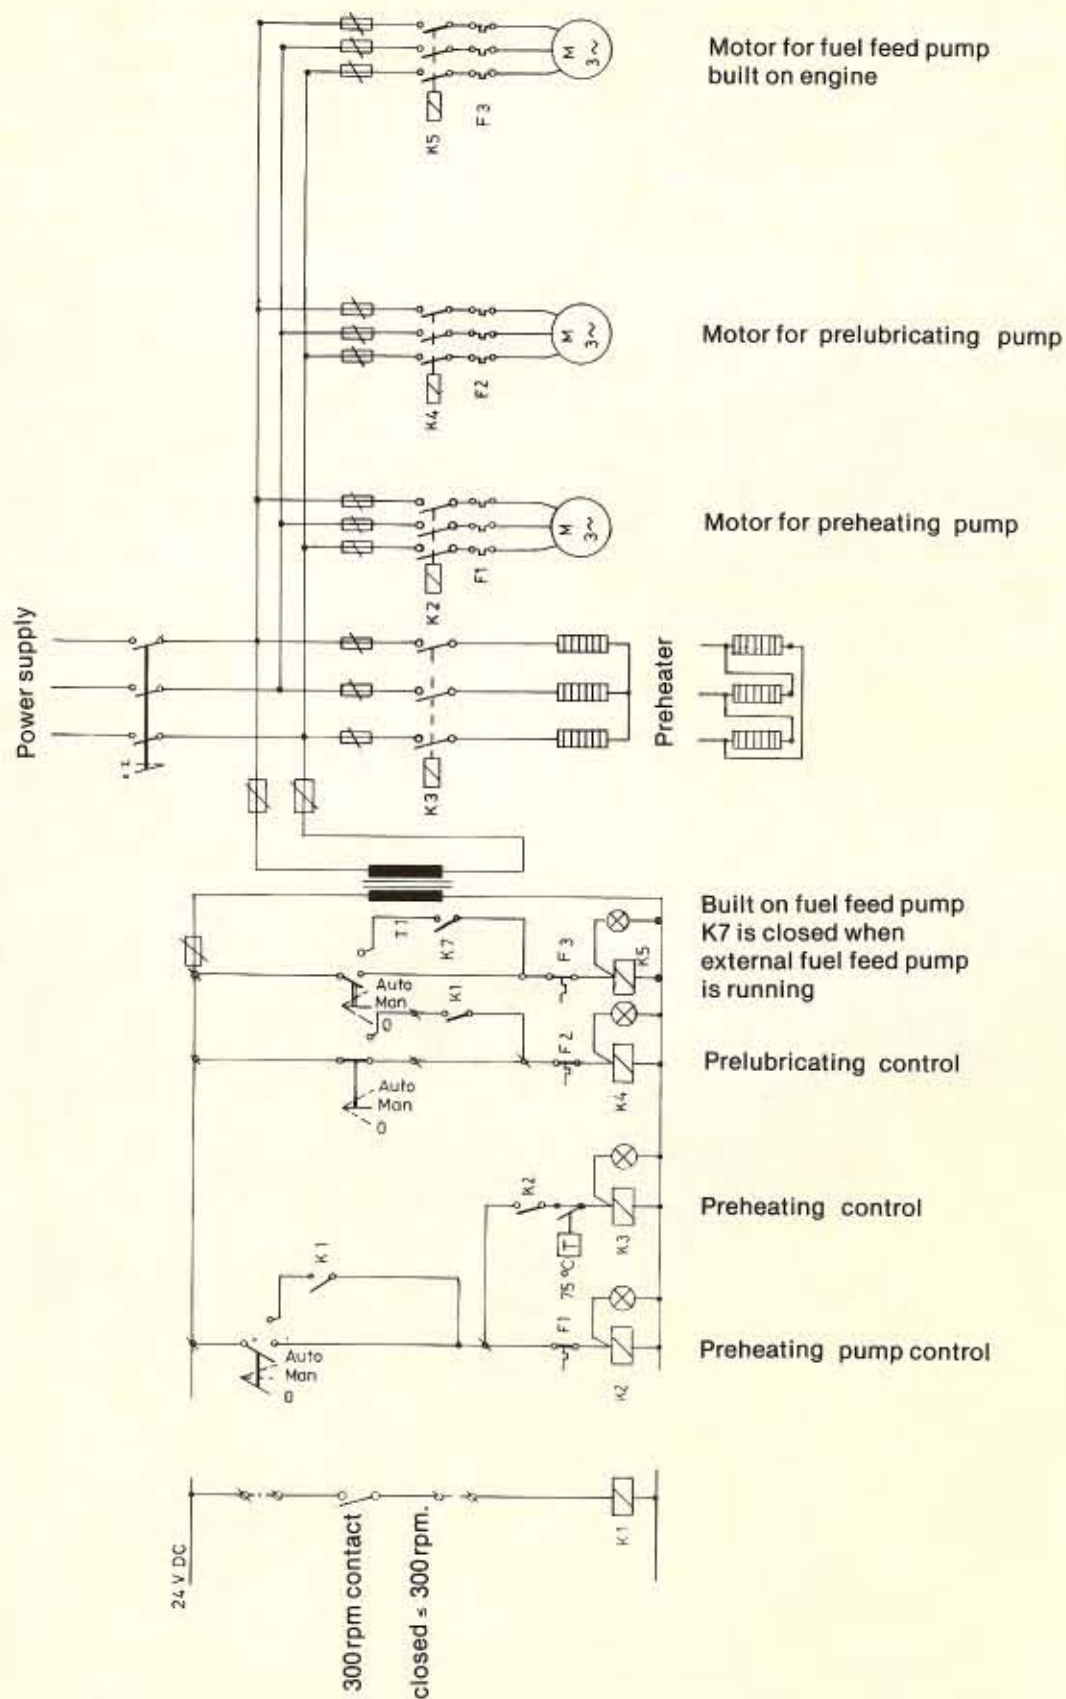 Motor for fuel feed pump
built on engine
M
3~
F3
K5
Motor for prelubricating pump
M
3~
F2
K4
Motor for preheating pump
M
3~
F1
K2
Power supply
Preheater
K3
Built on fuel feed pump
K7 is closed when
external fuel feed pump
is running
T1
K7
F3
K5
Auto
Man
0
K1
Prelubricating control
F2
K4
Auto
Man
0
Preheating control
K2
K3
T
75°C
K1
Preheating pump control
F1
K2
Auto
Man
0
24 V DC
300 rpm contact
closed ≤ 300 rpm.
K1